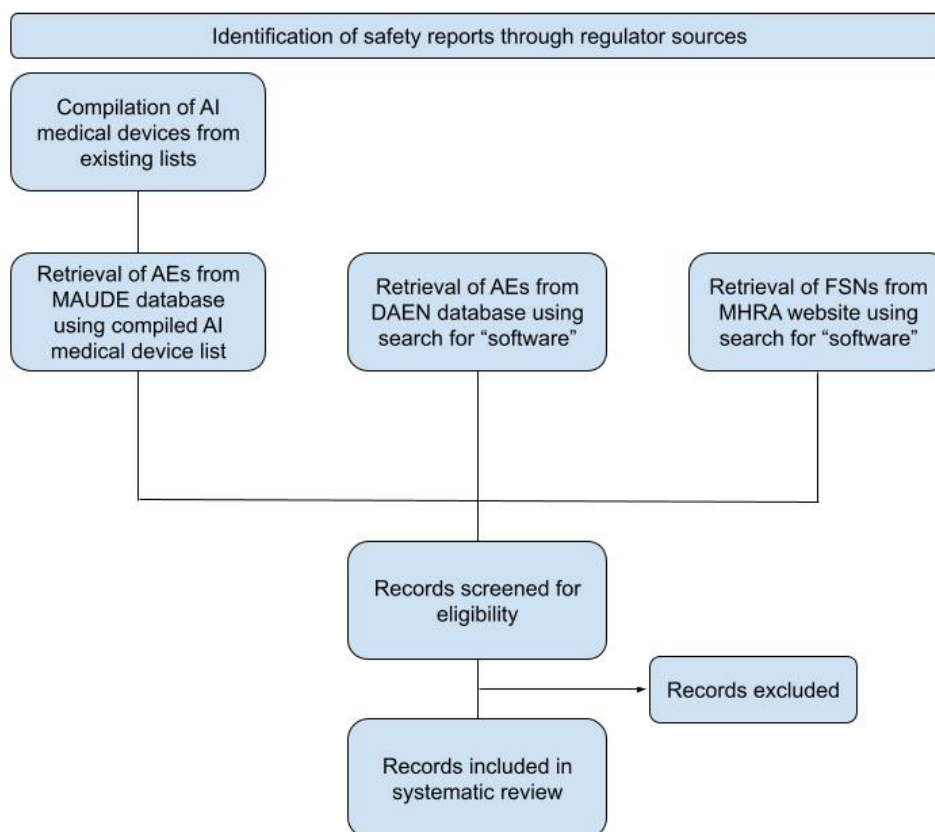 Identification of safety reports through regulator sources
Compilation of AI
medical devices from
existing lists
Retrieval of AEs from
MAUDE database
using compiled AI
medical device list
Retrieval of AEs from
DAEN database using
search for “software”
Retrieval of FSNs from
MHRA website using
search for “software”
Records screened for
eligibility
Records excluded
Records included in
systematic review